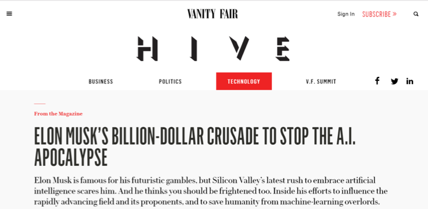 VANITY FAIR
Sign In
SUBSCRIBE »
HIVE
BUSINESS
POLITICS
TECHNOLOGY
V.F. SUMMIT
From the Magazine
ELON MUSK’S BILLION-DOLLAR CRUSADE TO STOP THE A.I.
APOCALYPSE
Elon Musk is famous for his futuristic gambles, but Silicon Valley’s latest rush to embrace artificial
intelligence scares him. And he thinks you should be frightened too. Inside his efforts to influence the
rapidly advancing field and its proponents, and to save humanity from machine-learning overlords.